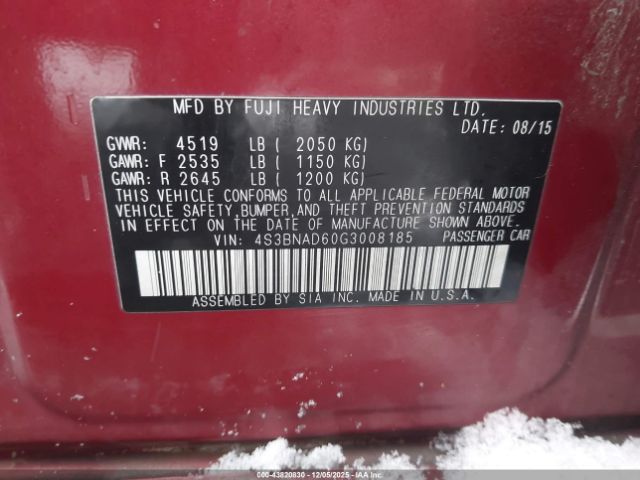 MFD BY FUJI HEAVY INDUSTRIES LTD.
DATE: 08/15
GVWR: 4519 LB ( 2050 KG)
GAWR: F 2535 LB ( 1150 KG)
GAWR: R 2645 LB ( 1200 KG)
THIS VEHICLE CONFORMS TO ALL APPLICABLE FEDERAL MOTOR
VEHICLE SAFETY, BUMPER, AND THEFT PREVENTION STANDARDS
IN EFFECT ON THE DATE OF MANUFACTURE SHOWN ABOVE.
VIN: 4S3BNAD60G3008185 PASSENGER CAR
ASSEMBLED BY SIA INC. MADE IN U.S.A.
000-43820830 - 12/05/2025 - IAAI.com